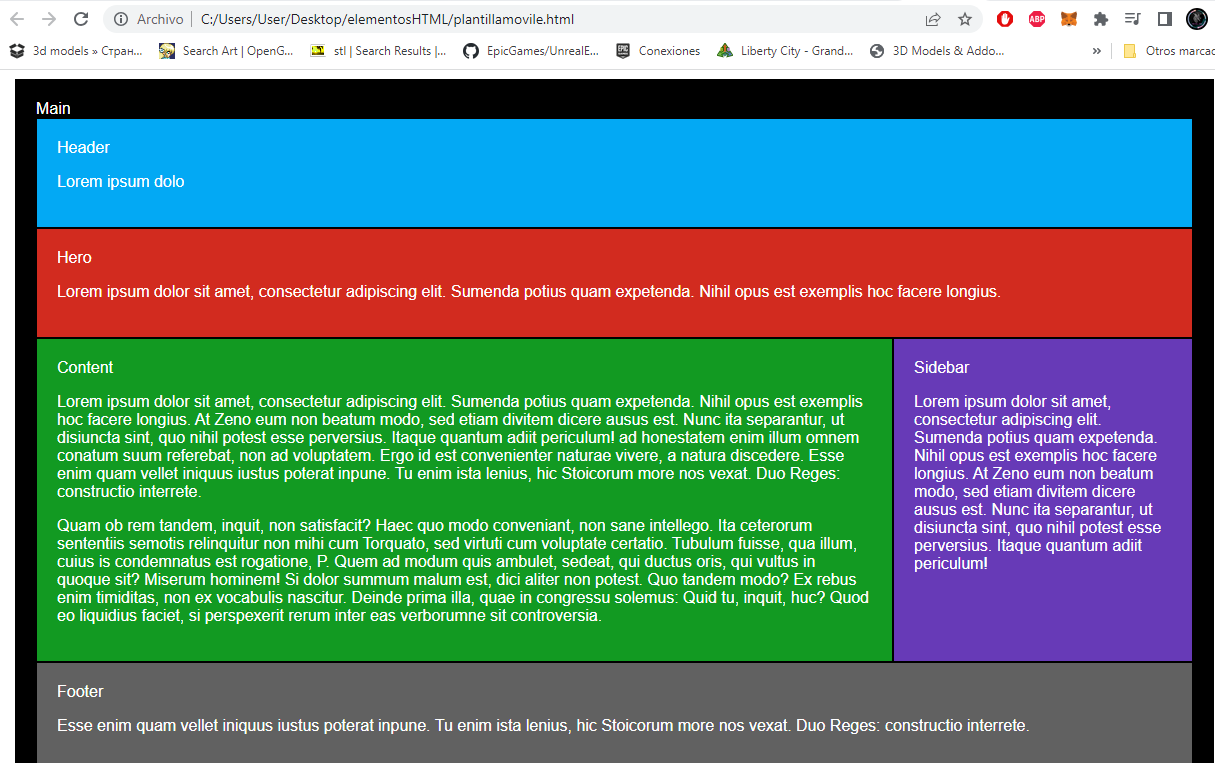 Archivo C:/Users/User/Desktop/elementosHTML/plantillamovile.html
3d models » Стран... Search Art | OpenG... stl | Search Results |... EpicGames/UnrealE... EPIC Conexiones Liberty City - Grand... 3D Models & Addo... » Otros marcac
ABP
Main
Header
Lorem ipsum dolo
Hero
Lorem ipsum dolor sit amet, consectetur adipiscing elit. Sumenda potius quam expetenda. Nihil opus est exemplis hoc facere longius.
Content
Lorem ipsum dolor sit amet, consectetur adipiscing elit. Sumenda potius quam expetenda. Nihil opus est exemplis
hoc facere longius. At Zeno eum non beatum modo, sed etiam divitem dicere ausus est. Nunc ita separantur, ut
disiuncta sint, quo nihil potest esse perversius. Itaque quantum adiit periculum! ad honestatem enim illum omnem
conatum suum referebat, non ad voluptatem. Ergo id est convenienter naturae vivere, a natura discedere. Esse
enim quam vellet iniquus iustus poterat inpune. Tu enim ista lenius, hic Stoicorum more nos vexat. Duo Reges:
constructio interrete.
Quam ob rem tandem, inquit, non satisfacit? Haec quo modo conveniant, non sane intellego. Ita ceterorum
sententiis semotis relinquitur non mihi cum Torquato, sed virtuti cum voluptate certatio. Tubulum fuisse, qua illum,
cuius is condemnatus est rogatione, P. Quem ad modum quis ambulet, sedeat, qui ductus oris, qui vultus in
quoque sit? Miserum hominem! Si dolor summum malum est, dici aliter non potest. Quo tandem modo? Ex rebus
enim timiditas, non ex vocabulis nascitur. Deinde prima illa, quae in congressu solemus: Quid tu, inquit, huc? Quod
eo liquidius faciet, si perspexerit rerum inter eas verborumne sit controversia.
Sidebar
Lorem ipsum dolor sit amet,
consectetur adipiscing elit.
Sumenda potius quam expetenda.
Nihil opus est exemplis hoc facere
longius. At Zeno eum non beatum
modo, sed etiam divitem dicere
ausus est. Nunc ita separantur, ut
disiuncta sint, quo nihil potest esse
perversius. Itaque quantum adiit
periculum!
Footer
Esse enim quam vellet iniquus iustus poterat inpune. Tu enim ista lenius, hic Stoicorum more nos vexat. Duo Reges: constructio interrete.